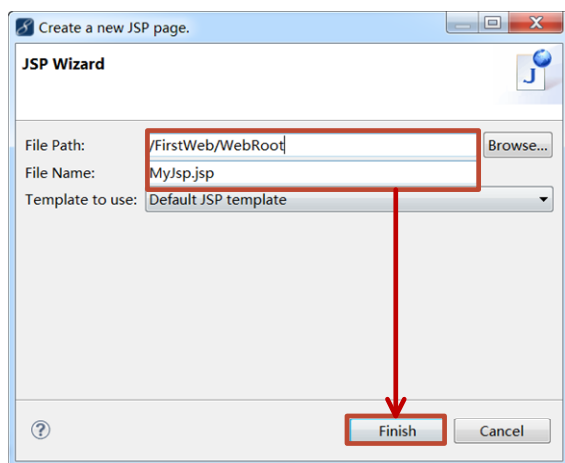 Create a new JSP page.
JSP Wizard
File Path: /FirstWeb/WebRoot Browse...
File Name: MyJsp.jsp
Template to use: Default JSP template
Finish Cancel